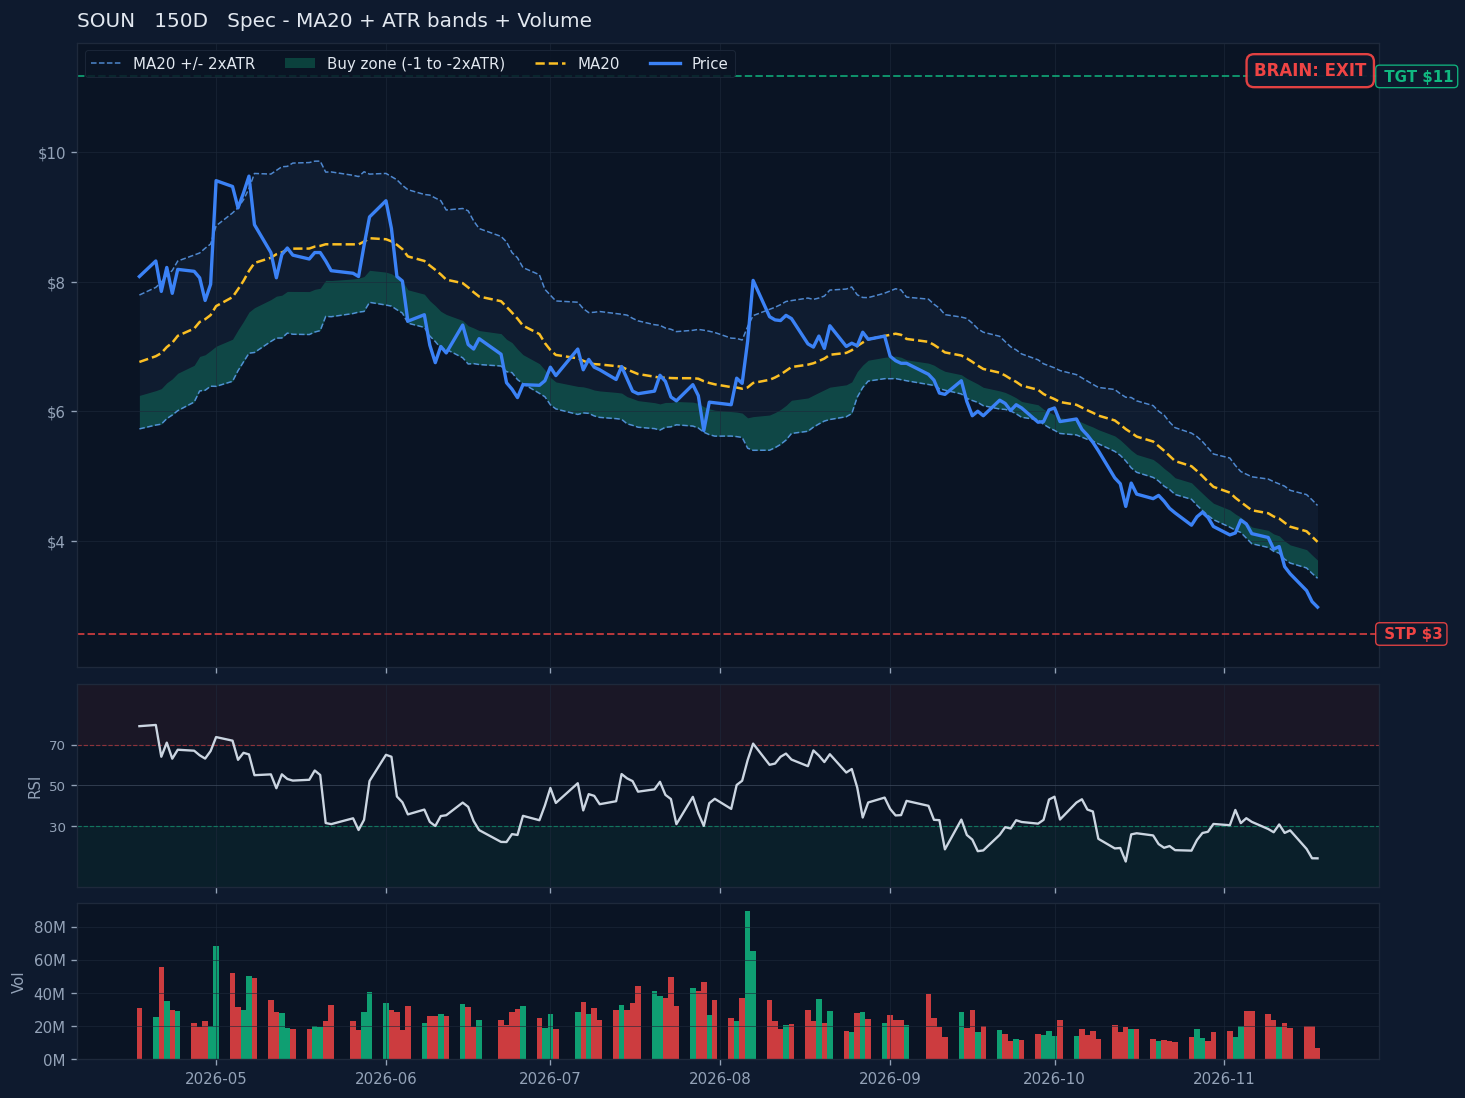 SOUN   150D   Spec - MA20 + ATR bands + Volume
MA20 +/- 2xATR
Buy zone (-1 to -2xATR)
MA20
Price
BRAIN: EXIT
TGT $11
$10
$8
$6
$4
STP $3
70
50
30
RSI
80M
60M
40M
20M
0M
Vol
2026-05
2026-06
2026-07
2026-08
2026-09
2026-10
2026-11